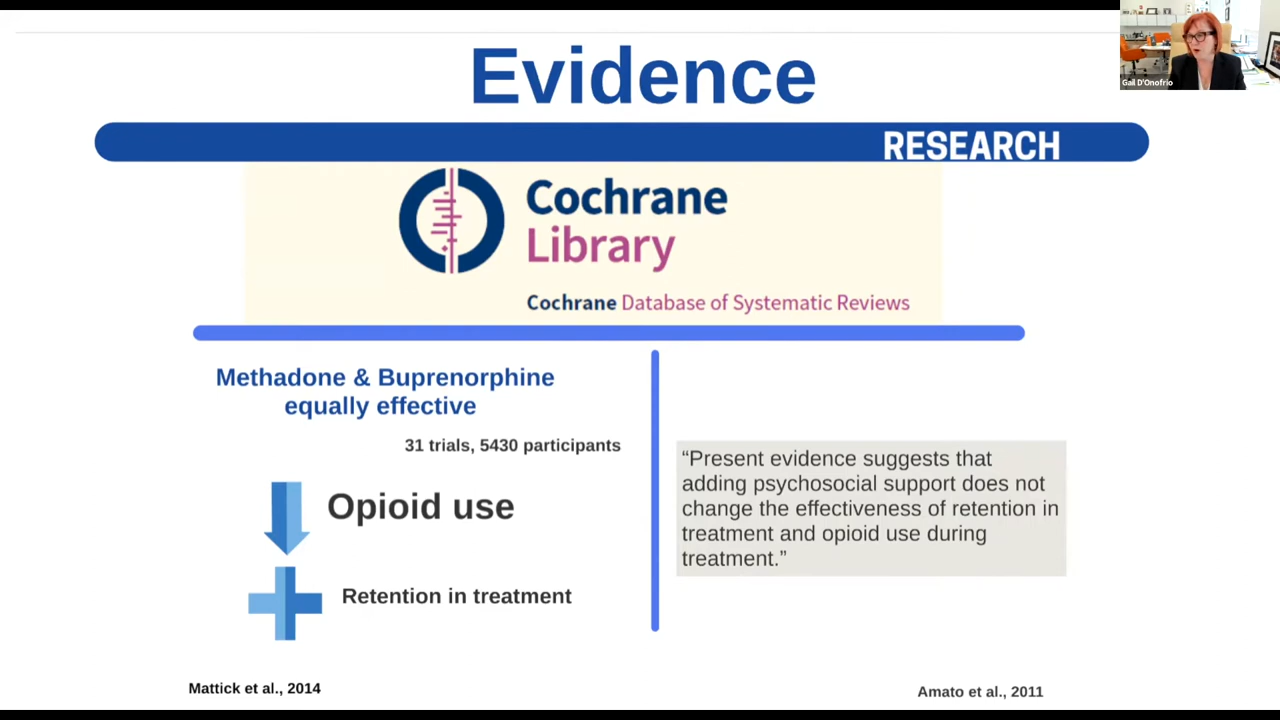 Evidence
Gail D'Onofrio
RESEARCH
Cochrane
Library
Cochrane Database of Systematic Reviews
Methadone & Buprenorphine
equally effective
31 trials, 5430 participants
Opioid use
Retention in treatment
Mattick et al., 2014
“Present evidence suggests that
adding psychosocial support does not
change the effectiveness of retention in
treatment and opioid use during
treatment.”
Amato et al., 2011